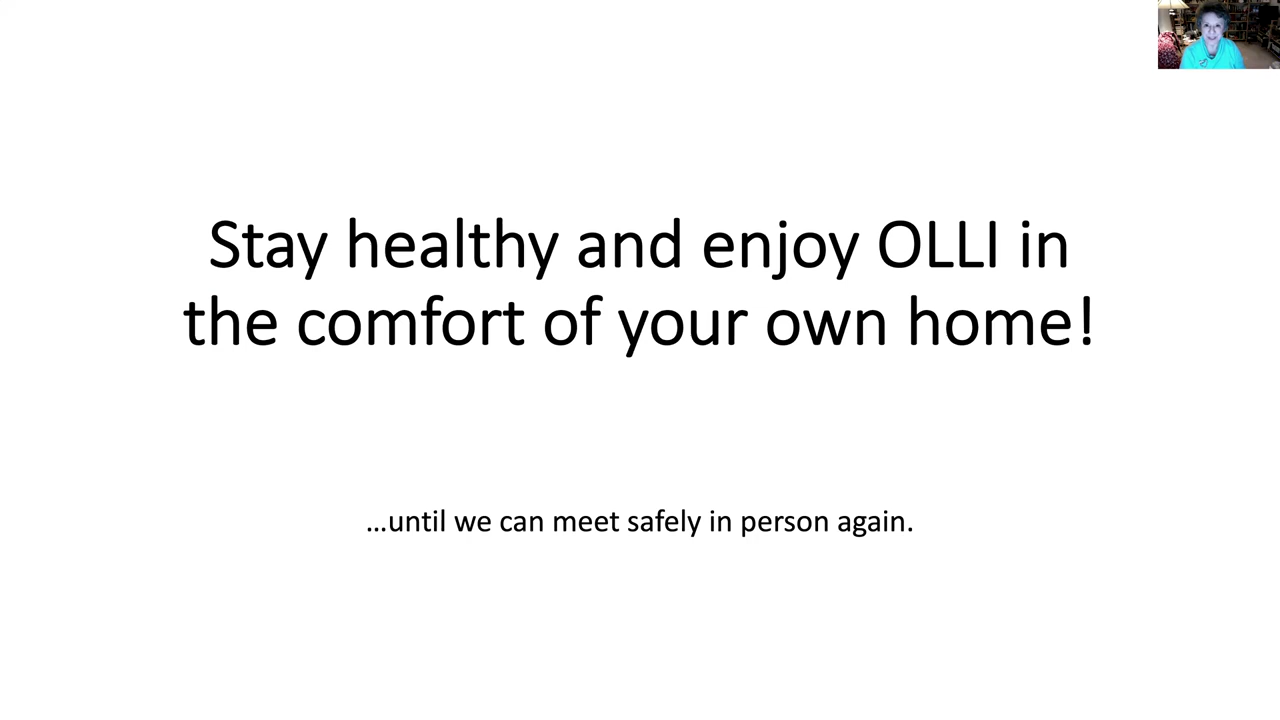 Stay healthy and enjoy OLLI in
the comfort of your own home!
...until we can meet safely in person again.